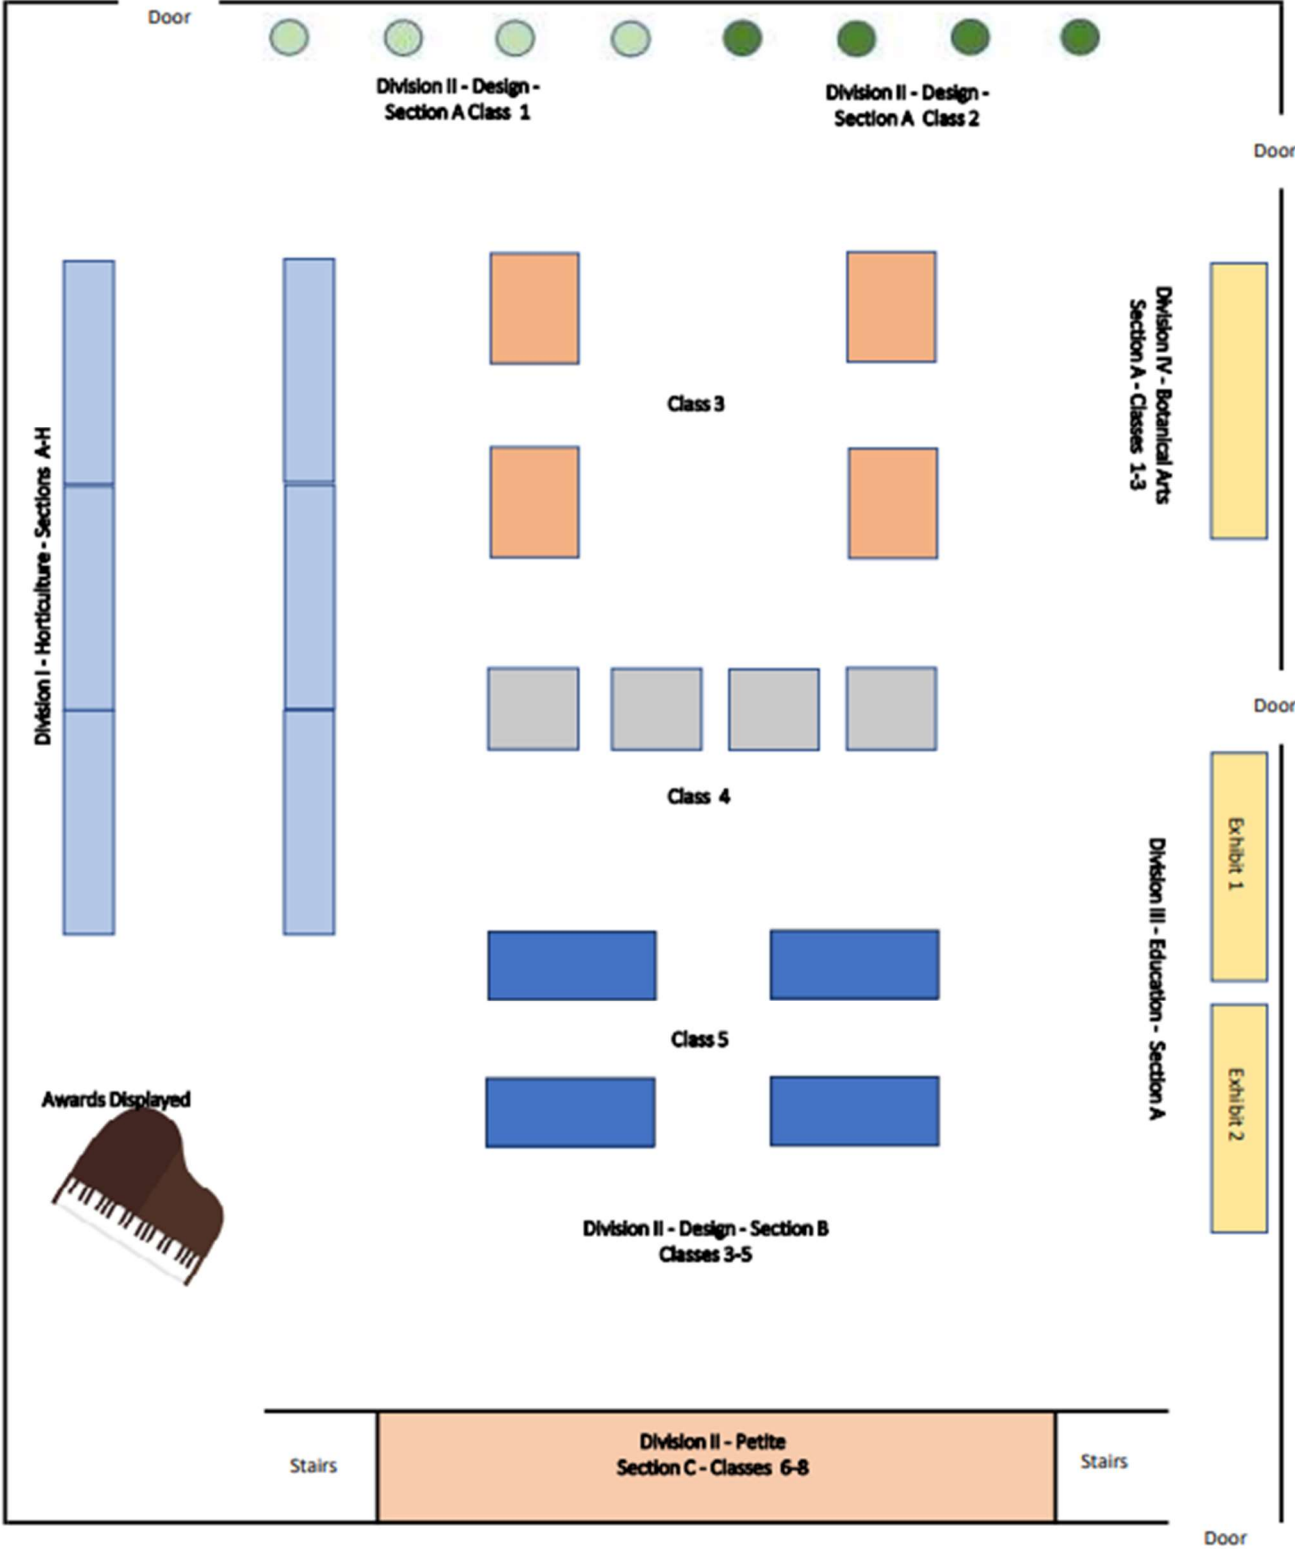 Door
Division II - Design -
Section A Class 1
Division II - Design -
Section A Class 2
Door
Division I - Horticulture - Sections A-H
Class 3
Division IV - Botanical Arts
Section A - Classes 1-3
Door
Class 4
Exhibit 1
Division III - Education - Section A
Class 5
Exhibit 2
Awards Displayed
Division II - Design - Section B
Classes 3-5
Stairs
Division II - Petite
Section C - Classes 6-8
Stairs
Door